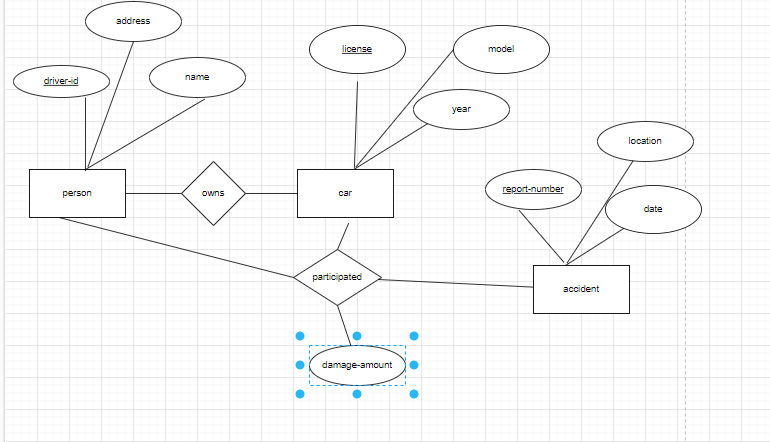 address
license
model
driver-id
name
year
location
person
owns
car
report-number
date
participated
accident
damage-amount